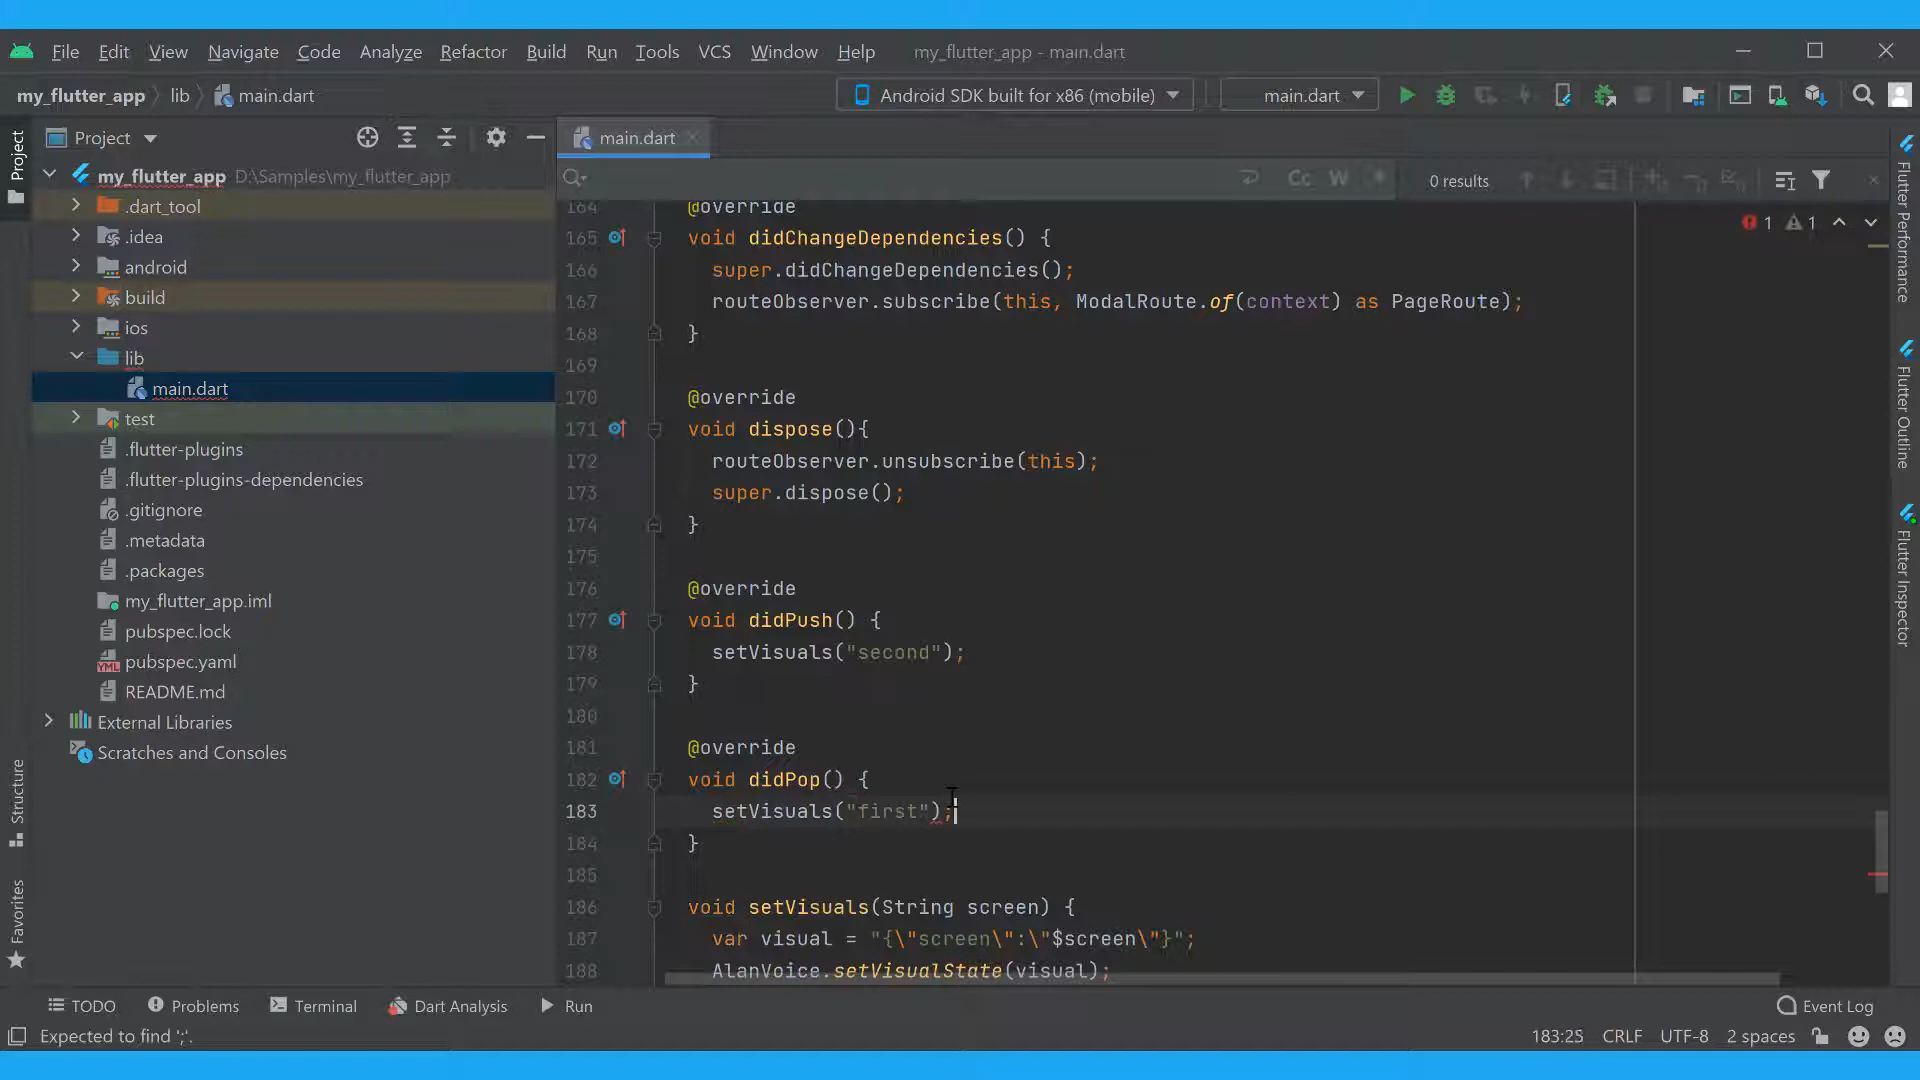 File Edit View Navigate Code Analyze Refactor Build Run Tools VCS Window Help my_flutter_app - main.dart
my_flutter_app lib main.dart Android SDK built for x86 (mobile) main.dart
Project main.dart
Project
my_flutter_app D:\Samples\my_flutter_app
Cc W 0 results
.dart_tool
.idea
android
build
ios
lib
main.dart
test
.flutter-plugins
.flutter-plugins-dependencies
.gitignore
.metadata
.packages
my_flutter_app.iml
pubspec.lock
pubspec.yaml
README.md
External Libraries
Scratches and Consoles
1 1
164 @override
165 void didChangeDependencies() {
166 super.didChangeDependencies();
167 routeObserver.subscribe(this, ModalRoute.of(context) as PageRoute);
168 }
169
170 @override
171 void dispose(){
172 routeObserver.unsubscribe(this);
173 super.dispose();
174 }
175
176 @override
177 void didPush() {
178 setVisuals("second");
179 }
180
181 @override
182 void didPop() {
183 setVisuals("first");
184 }
185
186 void setVisuals(String screen) {
187 var visual = "{\"screen\":\"$screen\"}";
188 AlanVoice.setVisualState(visual);
Flutter Performance
Flutter Outline
Flutter Inspector
Structure
Favorites
TODO Problems Terminal Dart Analysis Run Event Log
Expected to find ';'. 183:25 CRLF UTF-8 2 spaces